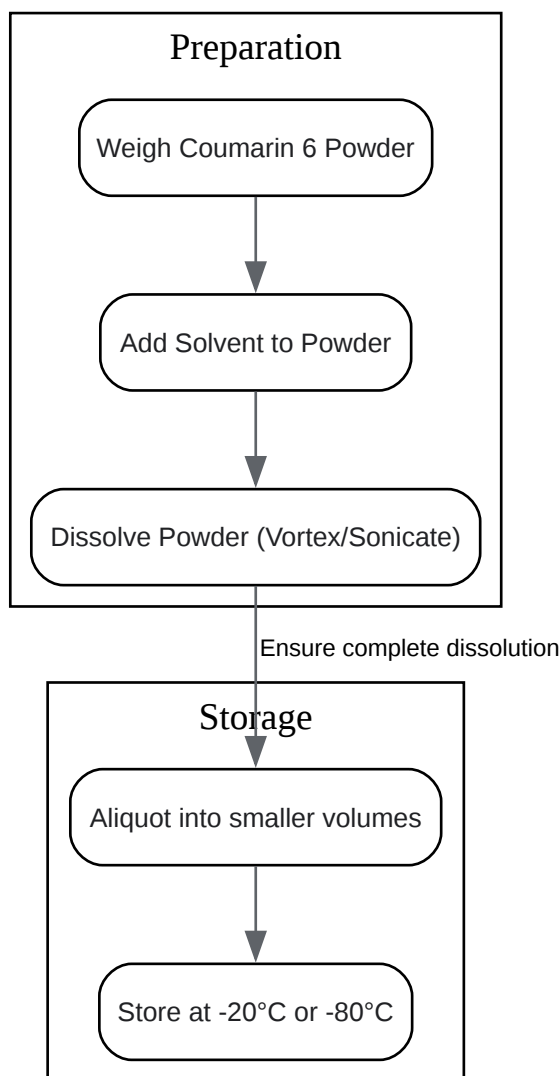 Preparation
Weigh Coumarin 6 Powder
Add Solvent to Powder
Dissolve Powder (Vortex/Sonicate)
Ensure complete dissolution
Storage
Aliquot into smaller volumes
Store at -20°C or -80°C